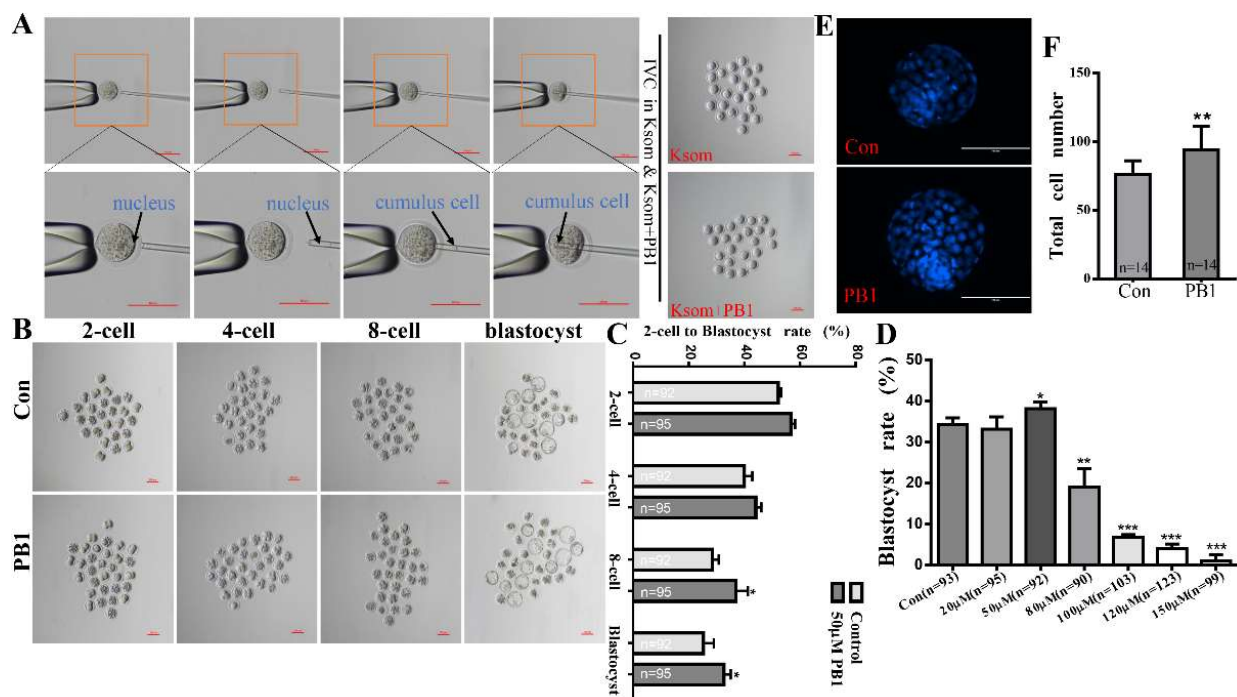 A
nucleus
nucleus
cumulus cell
cumulus cell
IVC in Ksom & Ksom+PB1
Ksom
Ksom PB1
E
Con
PB1
F
Total cell number
150
100
50
0
n=14
n=14
Con
PB1
**
B
2-cell
4-cell
8-cell
blastocyst
Con
PB1
C
2-cell to Blastocyst rate (%)
0
20
40
60
80
n=92
n=95
2-cell
n=92
n=95
4-cell
n=92
n=95
*
8-cell
n=92
n=95
*
Blastocyst
Control
50μM PB1
D
Blastocyst rate (%)
50
40
30
20
10
0
*
**
***
***
***
Con(n=93)
20μM(n=95)
50μM(n=92)
80μM(n=90)
100μM(n=103)
120μM(n=123)
150μM(n=99)